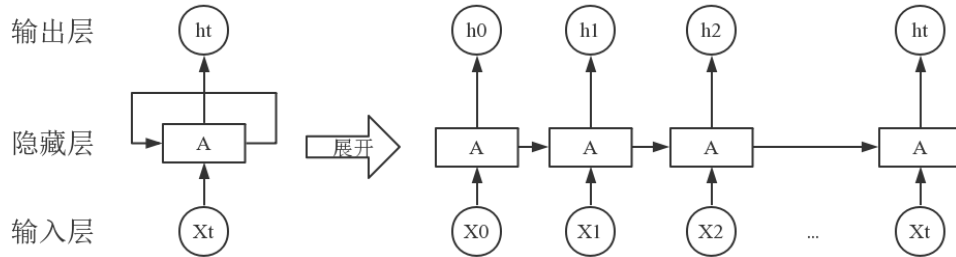 输出层 ht h0 h1 h2 ht
隐藏层 A 展开 A A A A
输入层 Xt X0 X1 X2 ... Xt